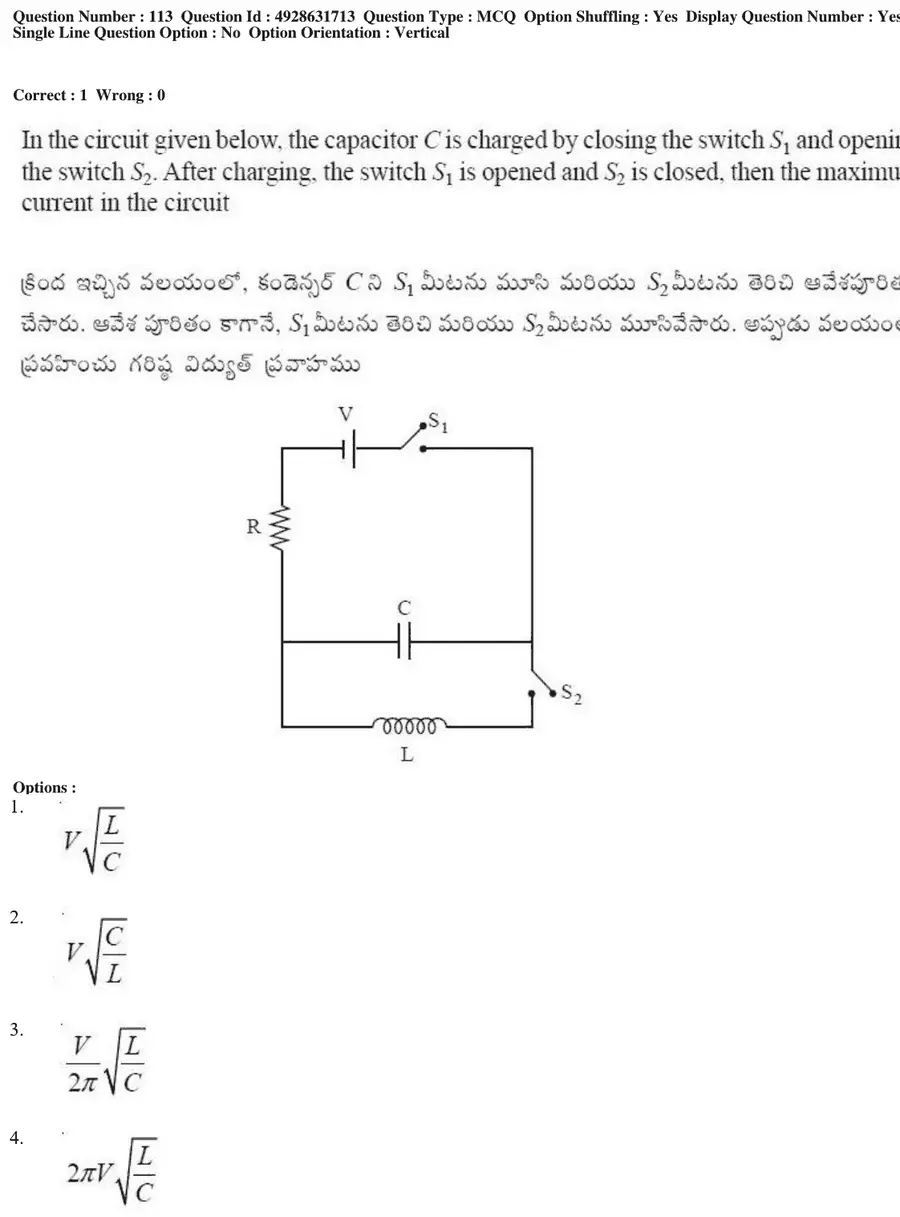 Question Number : 113 Question Id : 4928631713 Question Type : MCQ Option Shuffling : Yes Display Question Number : Yes
Single Line Question Option : No Option Orientation : Vertical
Correct : 1 Wrong : 0
In the circuit given below, the capacitor C is charged by closing the switch S₁ and openin
the switch S₂. After charging, the switch S₁ is opened and S₂ is closed, then the maximu
current in the circuit
క్రింద ఇచ్చిన వలయంలో, కండెన్సర్ C ని S₁ మీటను మూసి మరియు S₂మీటను తెరిచి ఆవేశపూరిత
చేసారు. ఆవేశ పూరితం కాగానే, S₁మీటను తెరిచి మరియు S₂మీటను మూసివేసారు. అప్పుడు వలయంల
ప్రవహించు గరిష్ఠ విద్యుత్ ప్రవాహము
V
S₁
R
C
S₂
L
Options :
1. V√(L/C)
2. V√(C/L)
3. V/2π √(L/C)
4. 2πV√(L/C)